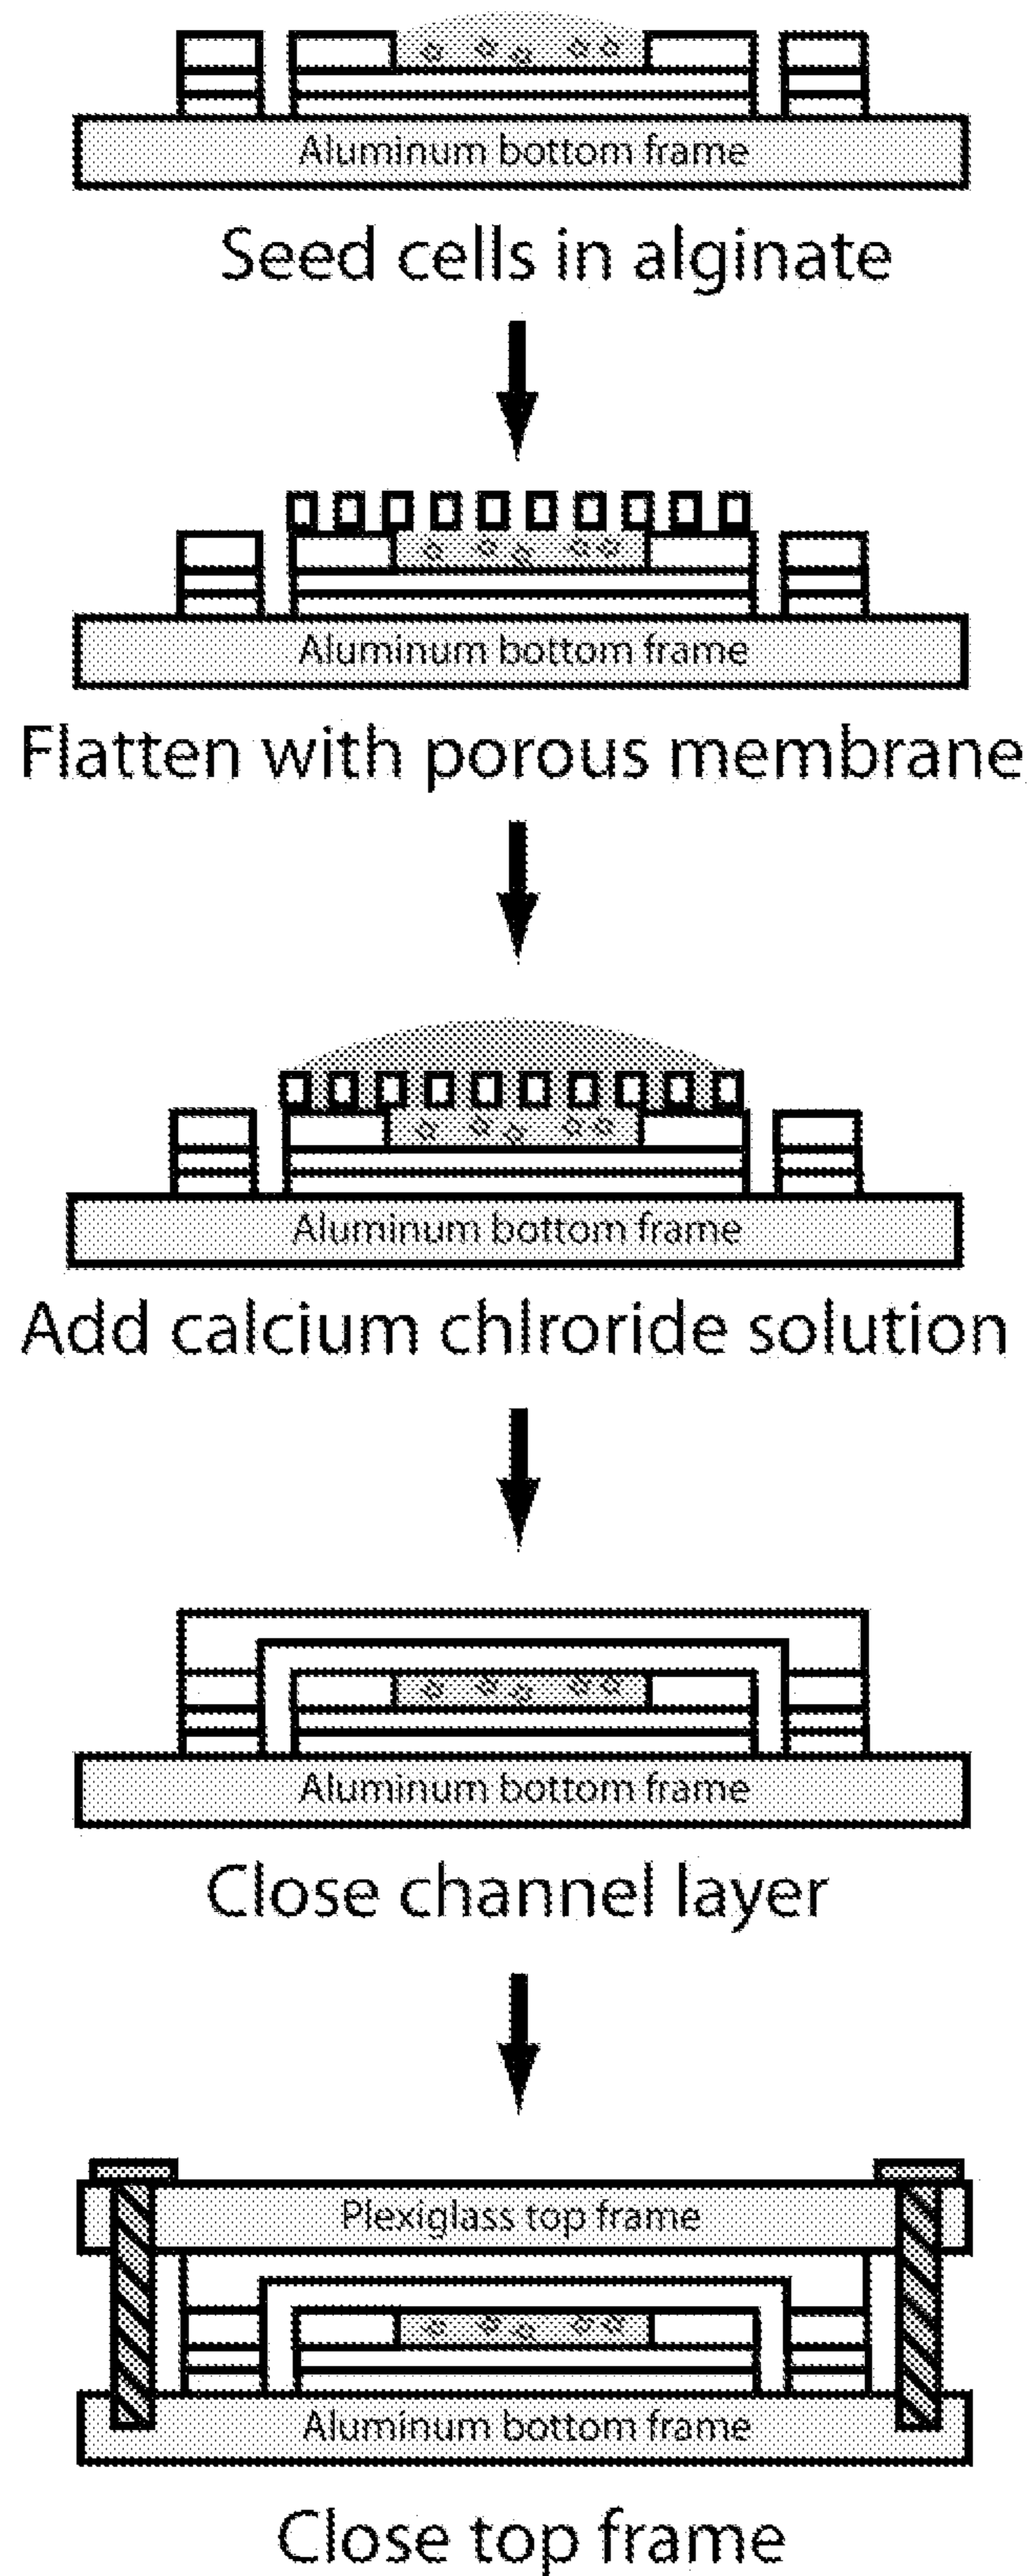 Aluminum bottom frame
Seed cells in alginate
Aluminum bottom frame
Flatten with porous membrane
Aluminum bottom frame
Add calcium chlroride solution
Aluminum bottom frame
Close channel layer
Plexiglass top frame
Aluminum bottom frame
Close top frame